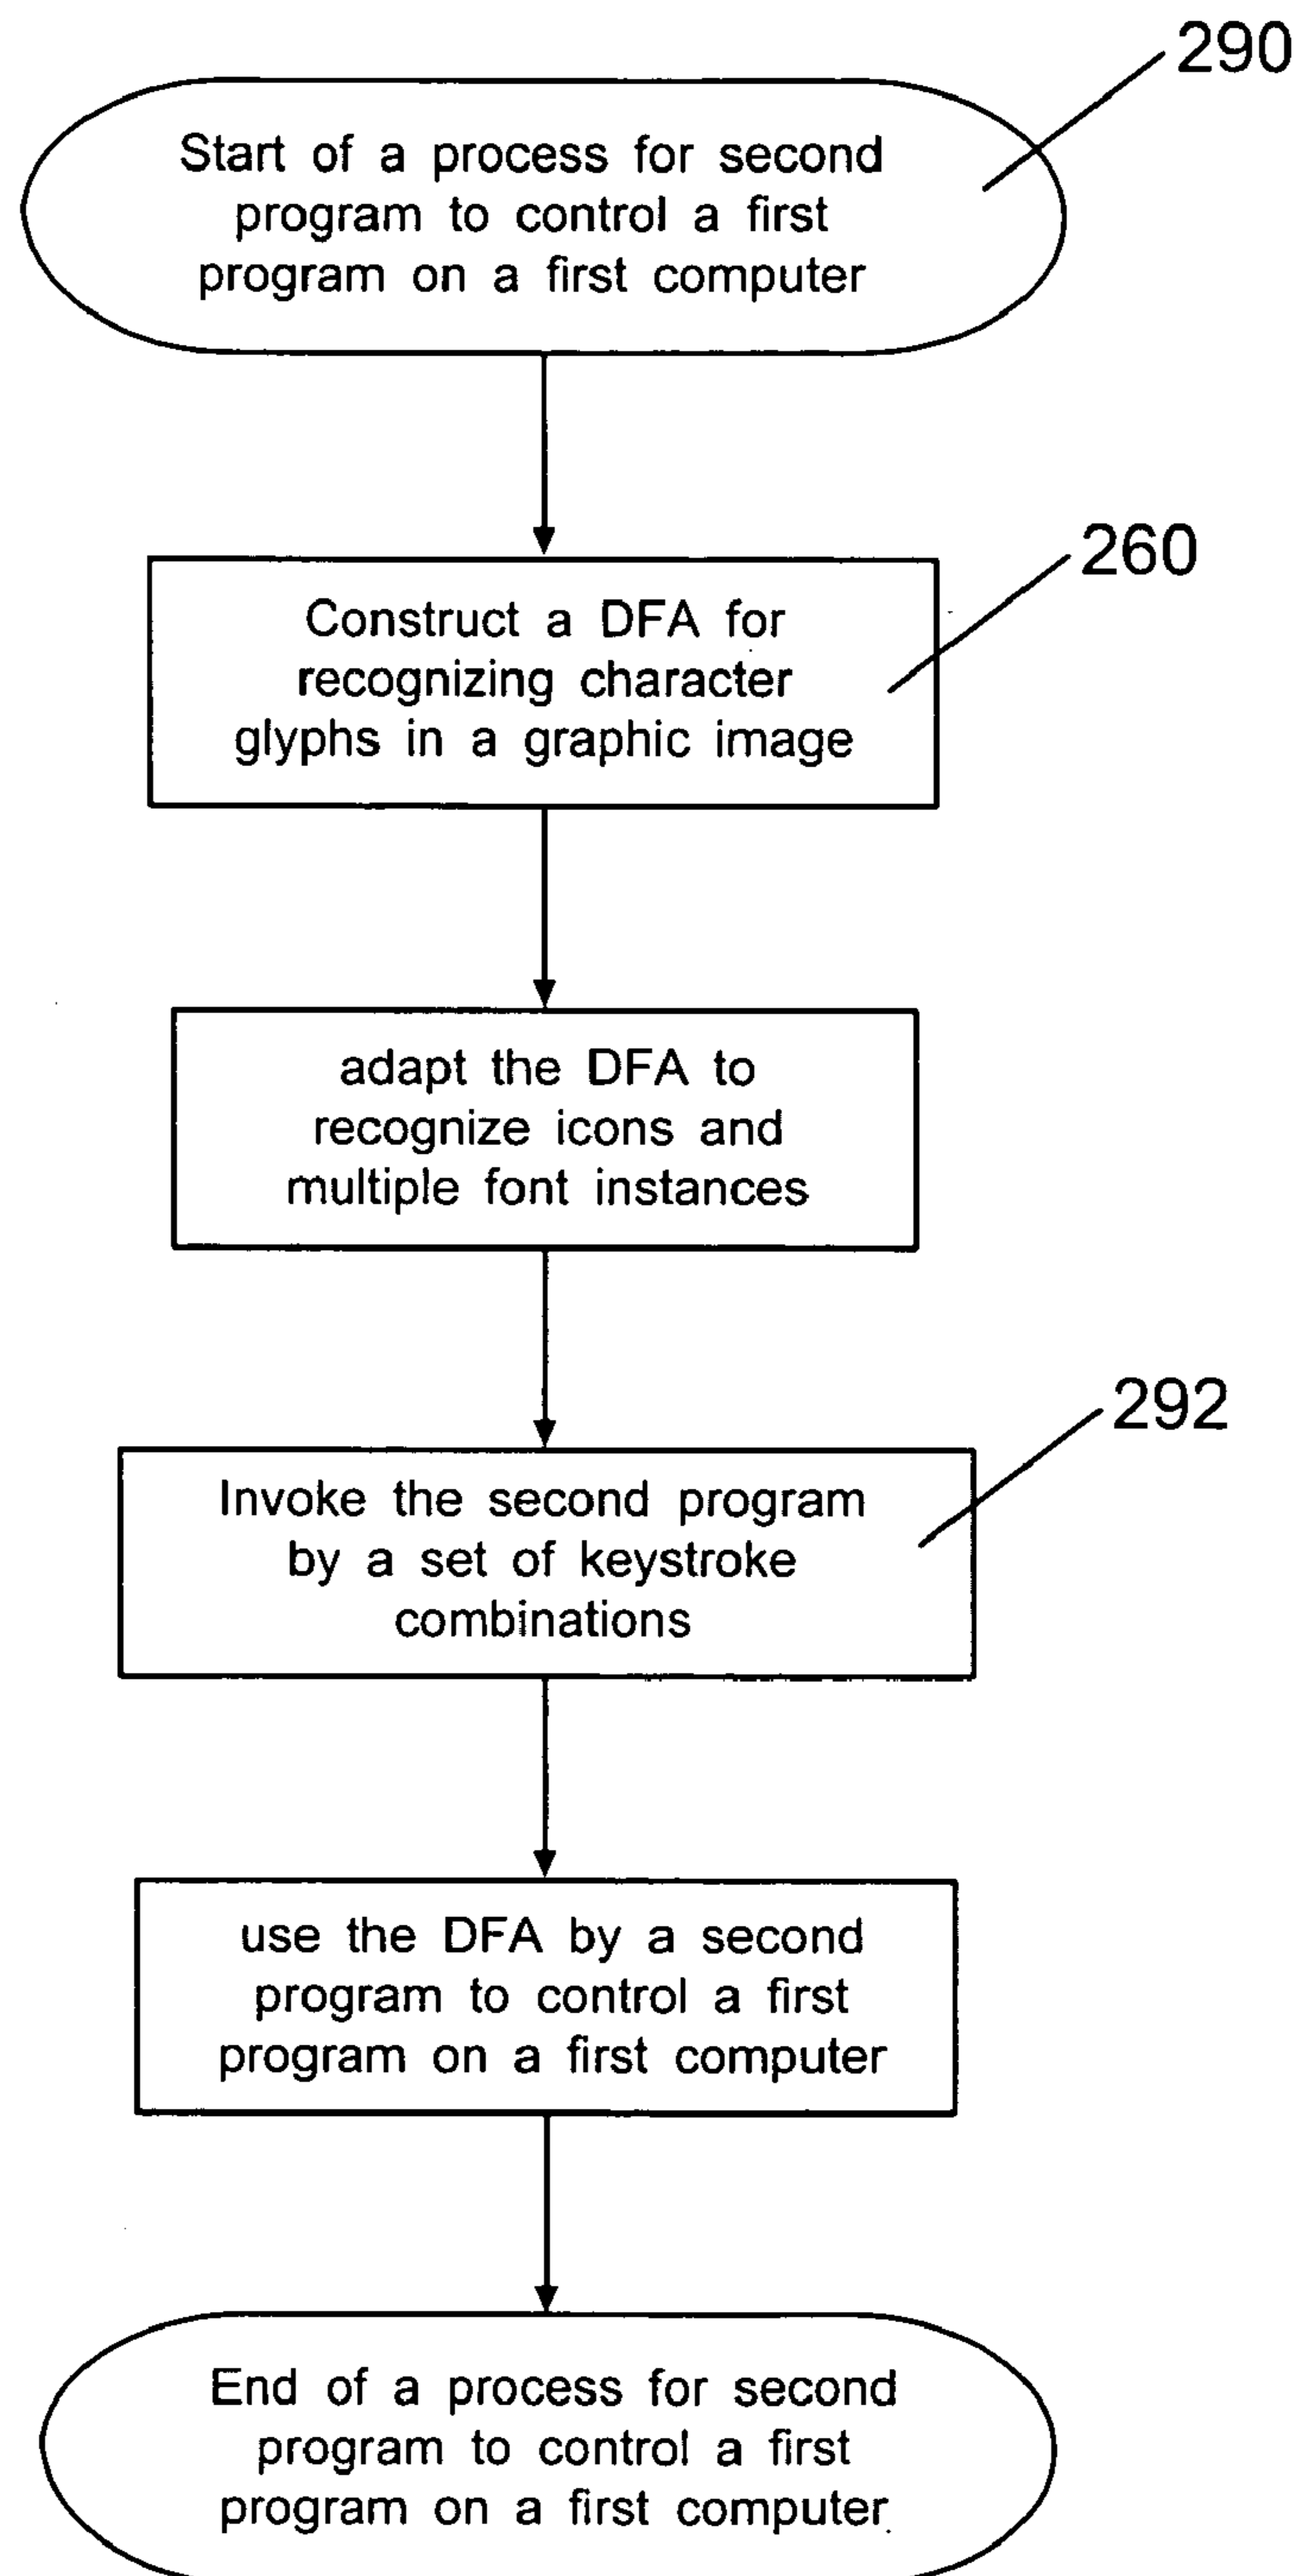 290
Start of a process for second
program to control a first
program on a first computer
260
Construct a DFA for
recognizing character
glyphs in a graphic image
adapt the DFA to
recognize icons and
multiple font instances
292
Invoke the second program
by a set of keystroke
combinations
use the DFA by a second
program to control a first
program on a first computer
End of a process for second
program to control a first
program on a first computer